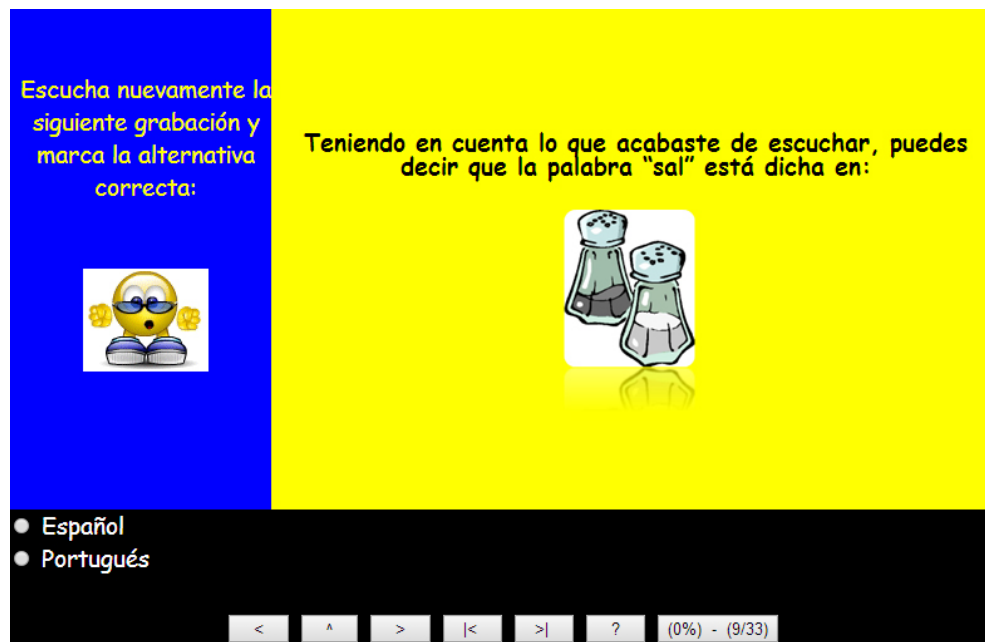 Escucha nuevamente la
siguiente grabación y
marca la alternativa
correcta:
Teniendo en cuenta lo que acabaste de escuchar, puedes
decir que la palabra “sal” está dicha en:
Español
Portugués
< ^ > |< >| ? (0%) - (9/33)